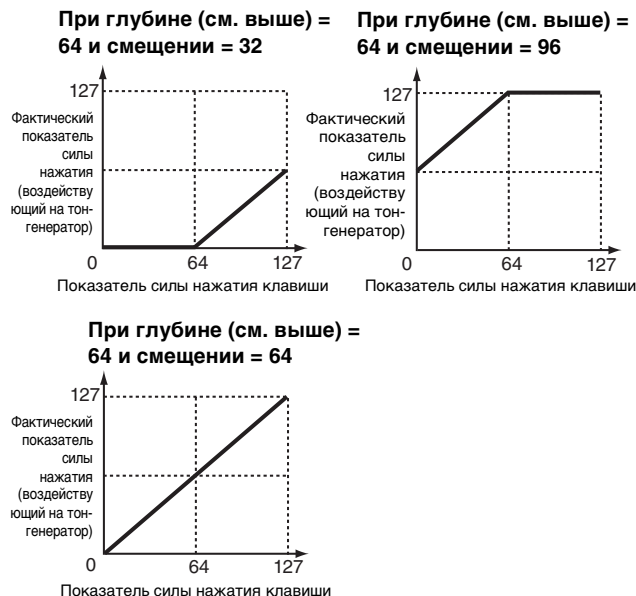 При глубине (см. выше) =
64 и смещении = 32
127
Фактический
показатель
силы
нажатия
(воздейству
ющий на тон-
генератор)
0
64
127
Показатель силы нажатия клавиши
При глубине (см. выше) =
64 и смещении = 96
127
Фактический
показатель
силы
нажатия
(воздейству
ющий на тон-
генератор)
0
64
127
Показатель силы нажатия клавиши
При глубине (см. выше) =
64 и смещении = 64
127
Фактический
показатель
силы
нажатия
(воздейству
ющий на тон-
генератор)
0
64
127
Показатель силы нажатия клавиши